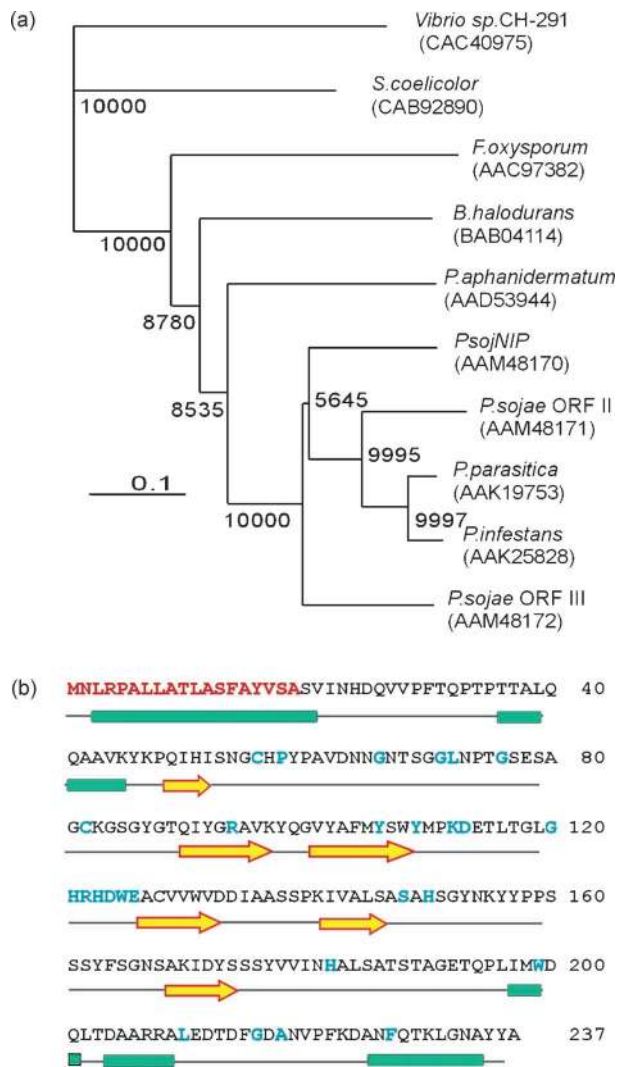 (a)
Vibrio sp.CH-291
(CAC40975)
S.coelicolor
(CAB92890)
10000
F.oxysporum
(AAC97382)
10000
B.halodurans
(BAB04114)
8780
P.aphanidermatum
(AAD53944)
8535
PsojNIP
(AAM48170)
5645
P.sojae ORF II
(AAM48171)
9995
P.parasitica
(AAK19753)
0.1
10000
9997
P.infestans
(AAK25828)
P.sojae ORF III
(AAM48172)
(b)
MNLRPALLATLASFAYVSASVINHDQVVPFTQPTPTTALQ 40
QAAVKYKPQIHISNGCHPYPAVDNNGNTSGGLNPTGSESA 80
GCKGSGYGTQIYGRAVKYQGVYAFMYSWYMPKDETLTGLG 120
HRHDWEACVVWVDDIAASSPKIVALSASAHSGYNKYYPPS 160
SSYFSGNSAKIDYSSSYVVINHALSATSTAGETQPLIMWD 200
QLTDAARRALEDTDFGDANVPFKDANFQTKLGNAYYA 237